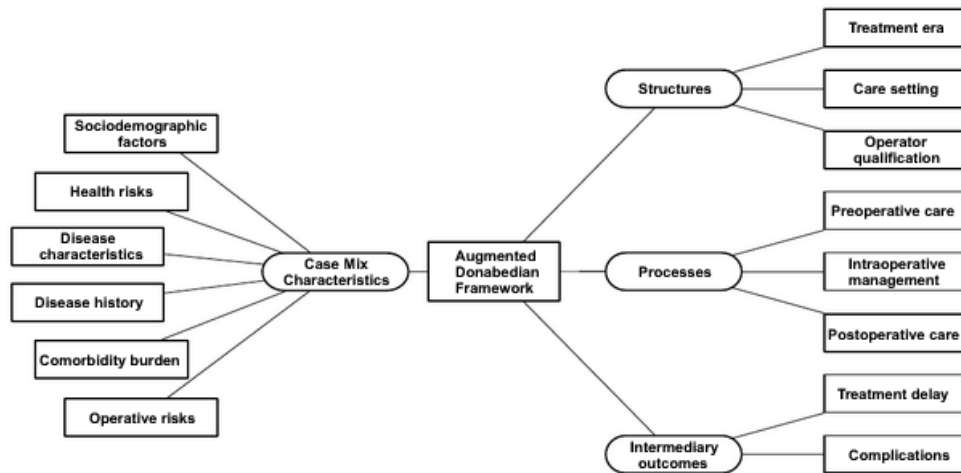 Sociodemographic
factors
Health risks
Disease
characteristics
Disease history
Comorbidity burden
Operative risks
Case Mix
Characteristics
Augmented
Donabedian
Framework
Structures
Treatment era
Care setting
Operator
qualification
Processes
Preoperative care
Intraoperative
management
Postoperative care
Intermediary
outcomes
Treatment delay
Complications